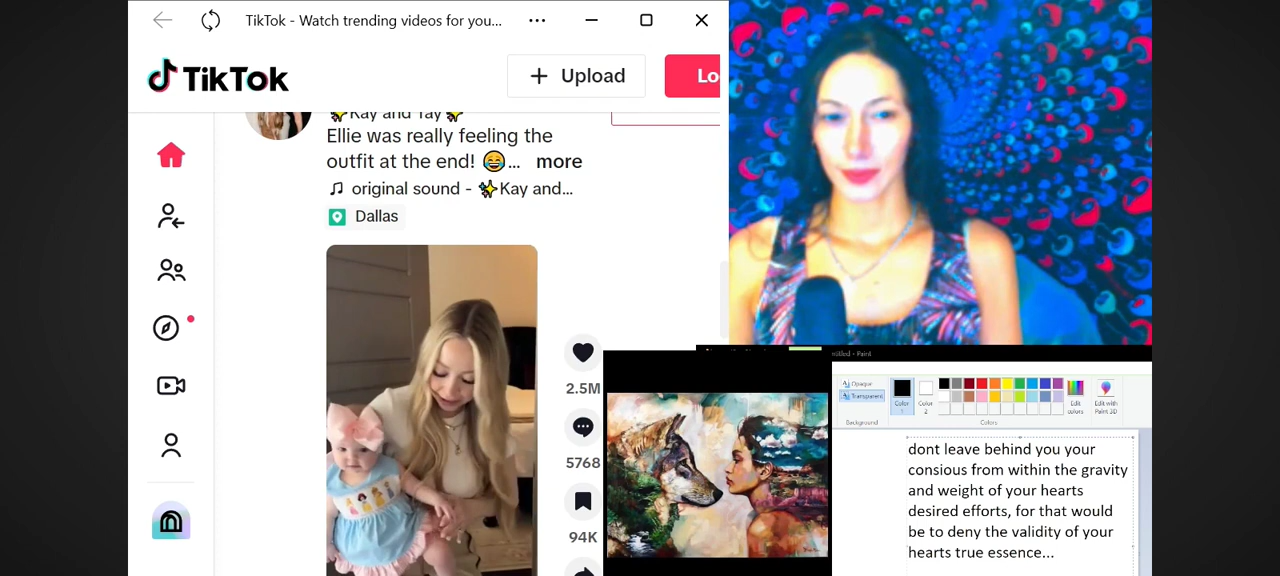 TikTok - Watch trending videos for you...
TikTok
+ Upload
Lo
✨Kay and Tay✨
Ellie was really feeling the
outfit at the end! 😂... more
♫ original sound - ✨Kay and...
Dallas
2.5M
5768
94K
Untitled - Paint
Opaque
Transparent
Background
Color
1
Color
2
Edit
colors
Edit with
Paint 3D
Colors
dont leave behind you your
consious from within the gravity
and weight of your hearts
desired efforts, for that would
be to deny the validity of your
hearts true essence...